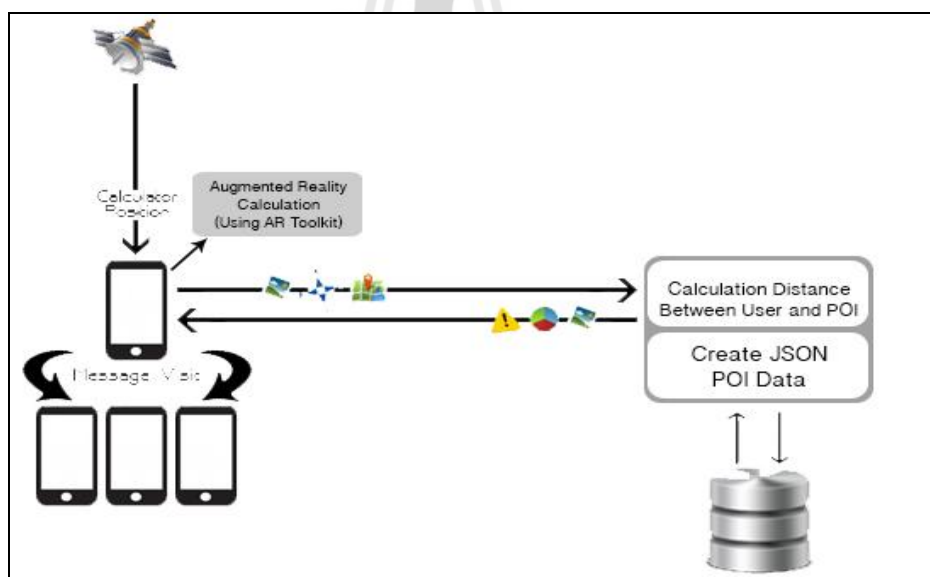 Calculator
Position
Augmented Reality
Calculation
(Using AR Toolkit)
Calculation Distance
Between User and POI
Message, Visit
Create JSON
POI Data